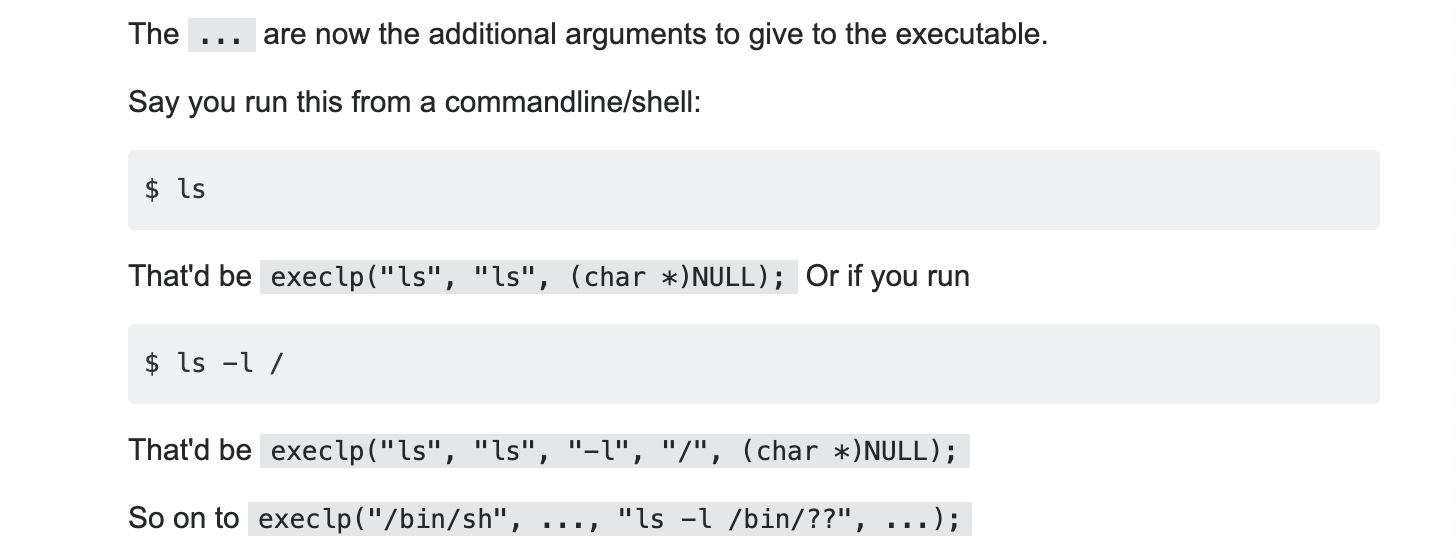 The ... are now the additional arguments to give to the executable.
Say you run this from a commandline/shell:
$ ls
That'd be execlp("ls", "ls", (char *)NULL); Or if you run
$ ls -l /
That'd be execlp("ls", "ls", "-l", "/", (char *)NULL);
So on to execlp("/bin/sh", ..., "ls -l /bin/??", ...);